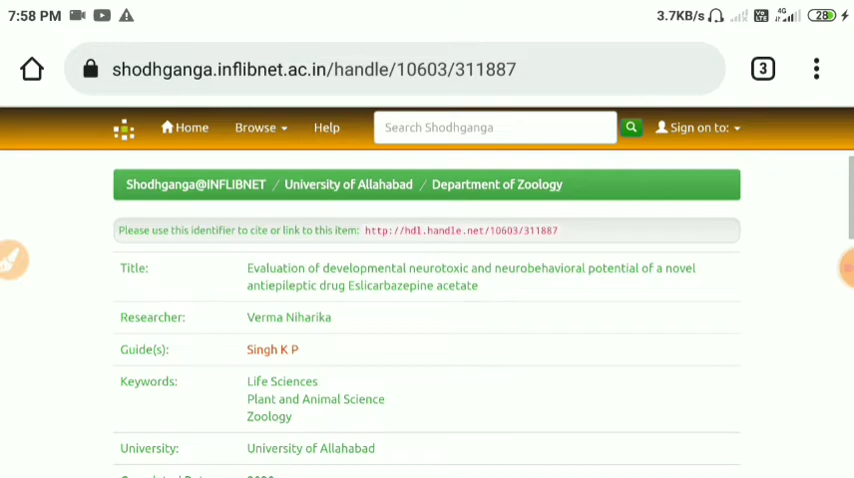 7:58 PM 3.7KB/s Vo LTE 4G 28
shodhganga.inflibnet.ac.in/handle/10603/311887 3
Home Browse Help Search Shodhganga Sign on to:
Shodhganga@INFLIBNET / University of Allahabad / Department of Zoology
Please use this identifier to cite or link to this item: http://hdl.handle.net/10603/311887
Title: Evaluation of developmental neurotoxic and neurobehavioral potential of a novel
antiepileptic drug Eslicarbazepine acetate
Researcher: Verma Niharika
Guide(s): Singh K P
Keywords: Life Sciences
Plant and Animal Science
Zoology
University: University of Allahabad